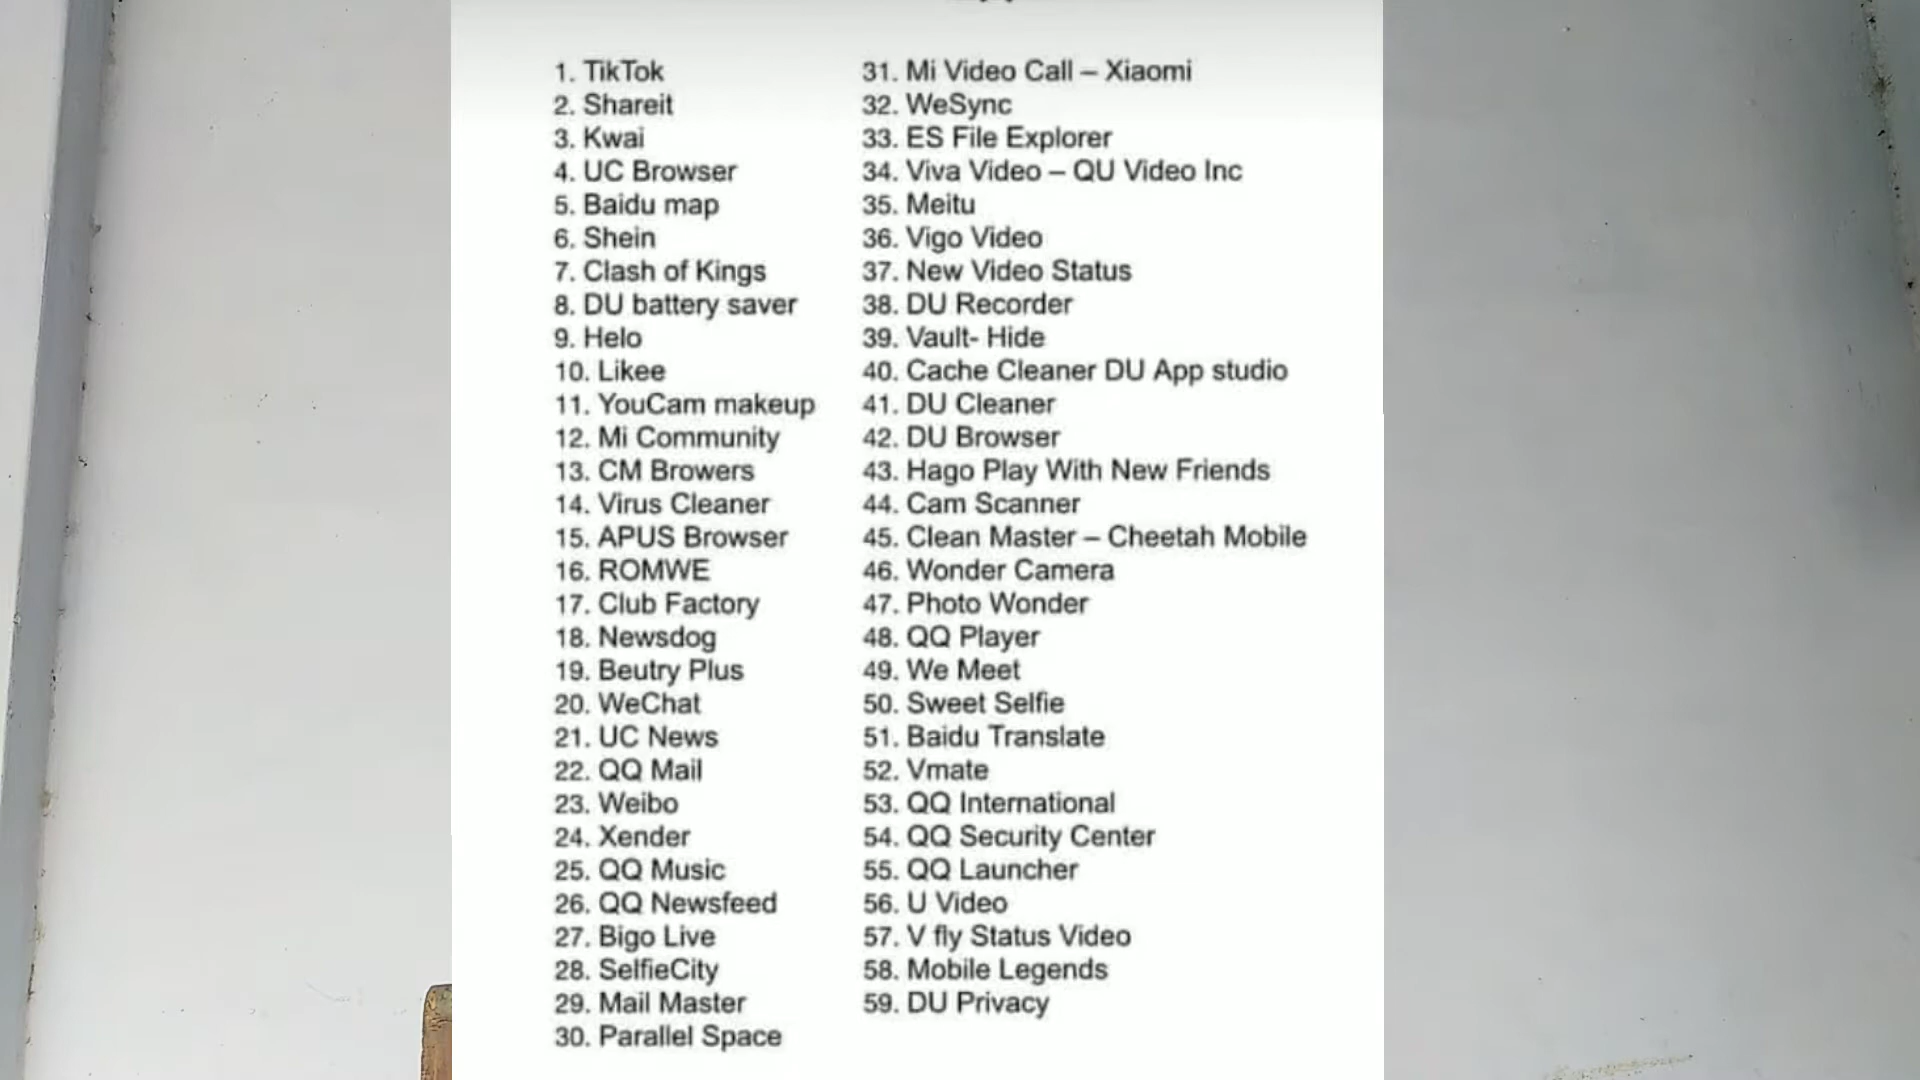 1. TikTok
2. Shareit
3. Kwai
4. UC Browser
5. Baidu map
6. Shein
7. Clash of Kings
8. DU battery saver
9. Helo
10. Likee
11. YouCam makeup
12. Mi Community
13. CM Browers
14. Virus Cleaner
15. APUS Browser
16. ROMWE
17. Club Factory
18. Newsdog
19. Beutry Plus
20. WeChat
21. UC News
22. QQ Mail
23. Weibo
24. Xender
25. QQ Music
26. QQ Newsfeed
27. Bigo Live
28. SelfieCity
29. Mail Master
30. Parallel Space
31. Mi Video Call – Xiaomi
32. WeSync
33. ES File Explorer
34. Viva Video – QU Video Inc
35. Meitu
36. Vigo Video
37. New Video Status
38. DU Recorder
39. Vault- Hide
40. Cache Cleaner DU App studio
41. DU Cleaner
42. DU Browser
43. Hago Play With New Friends
44. Cam Scanner
45. Clean Master – Cheetah Mobile
46. Wonder Camera
47. Photo Wonder
48. QQ Player
49. We Meet
50. Sweet Selfie
51. Baidu Translate
52. Vmate
53. QQ International
54. QQ Security Center
55. QQ Launcher
56. U Video
57. V fly Status Video
58. Mobile Legends
59. DU Privacy